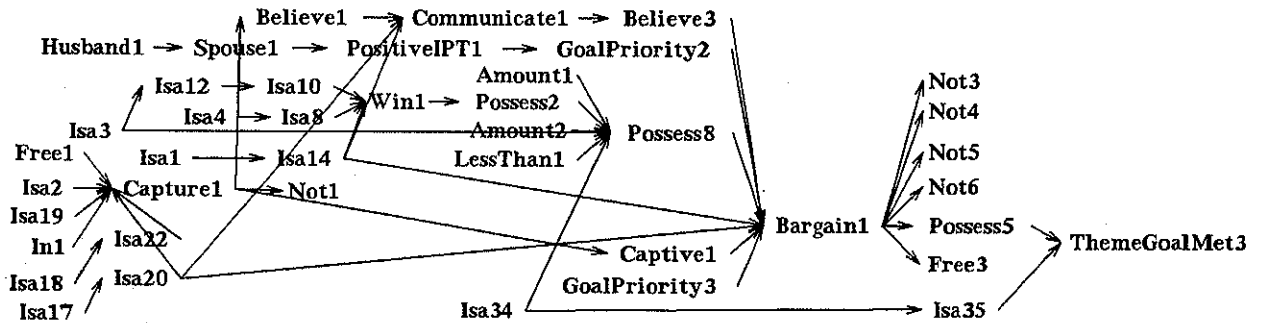 Believe1 Communicate1 Believe3
Husband1 Spouse1 PositiveIPT1 GoalPriority2
Amount1
Isa12 Isa10 Not3
Win1 Possess2
Isa4 Isa8 Not4
Isa3 Amount2 Possess8
Free1 Isa1 Isa14 LessThan1 Not5
Isa2 Capture1 Not1 Not6
Isa19 Bargain1 Possess5
In1 Isa22 Captive1 ThemeGoalMet3
Isa18 Isa20 Free3
GoalPriority3
Isa17 Isa34 Isa35